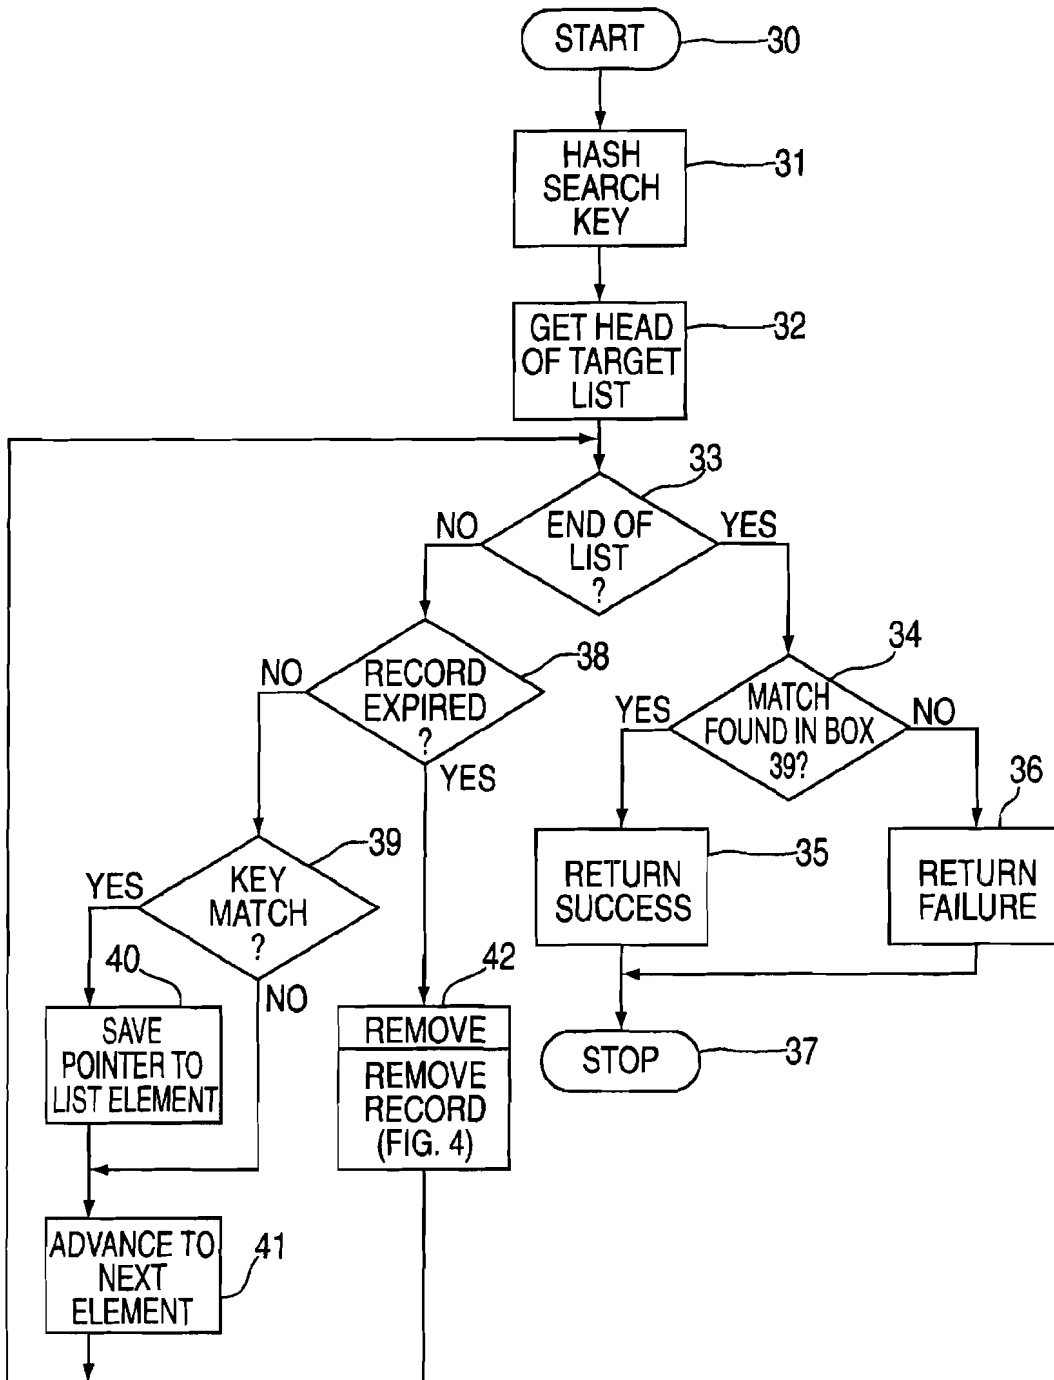 START
30
HASH
SEARCH
KEY
31
GET HEAD
OF TARGET
LIST
32
33
NO
END OF
LIST
?
YES
34
NO
RECORD
EXPIRED
?
38
YES
YES
MATCH
FOUND IN BOX
39?
NO
36
39
YES
KEY
MATCH
?
NO
RETURN
SUCCESS
35
RETURN
FAILURE
40
SAVE
POINTER TO
LIST ELEMENT
42
REMOVE
REMOVE
RECORD
(FIG. 4)
STOP
37
ADVANCE TO
NEXT
ELEMENT
41